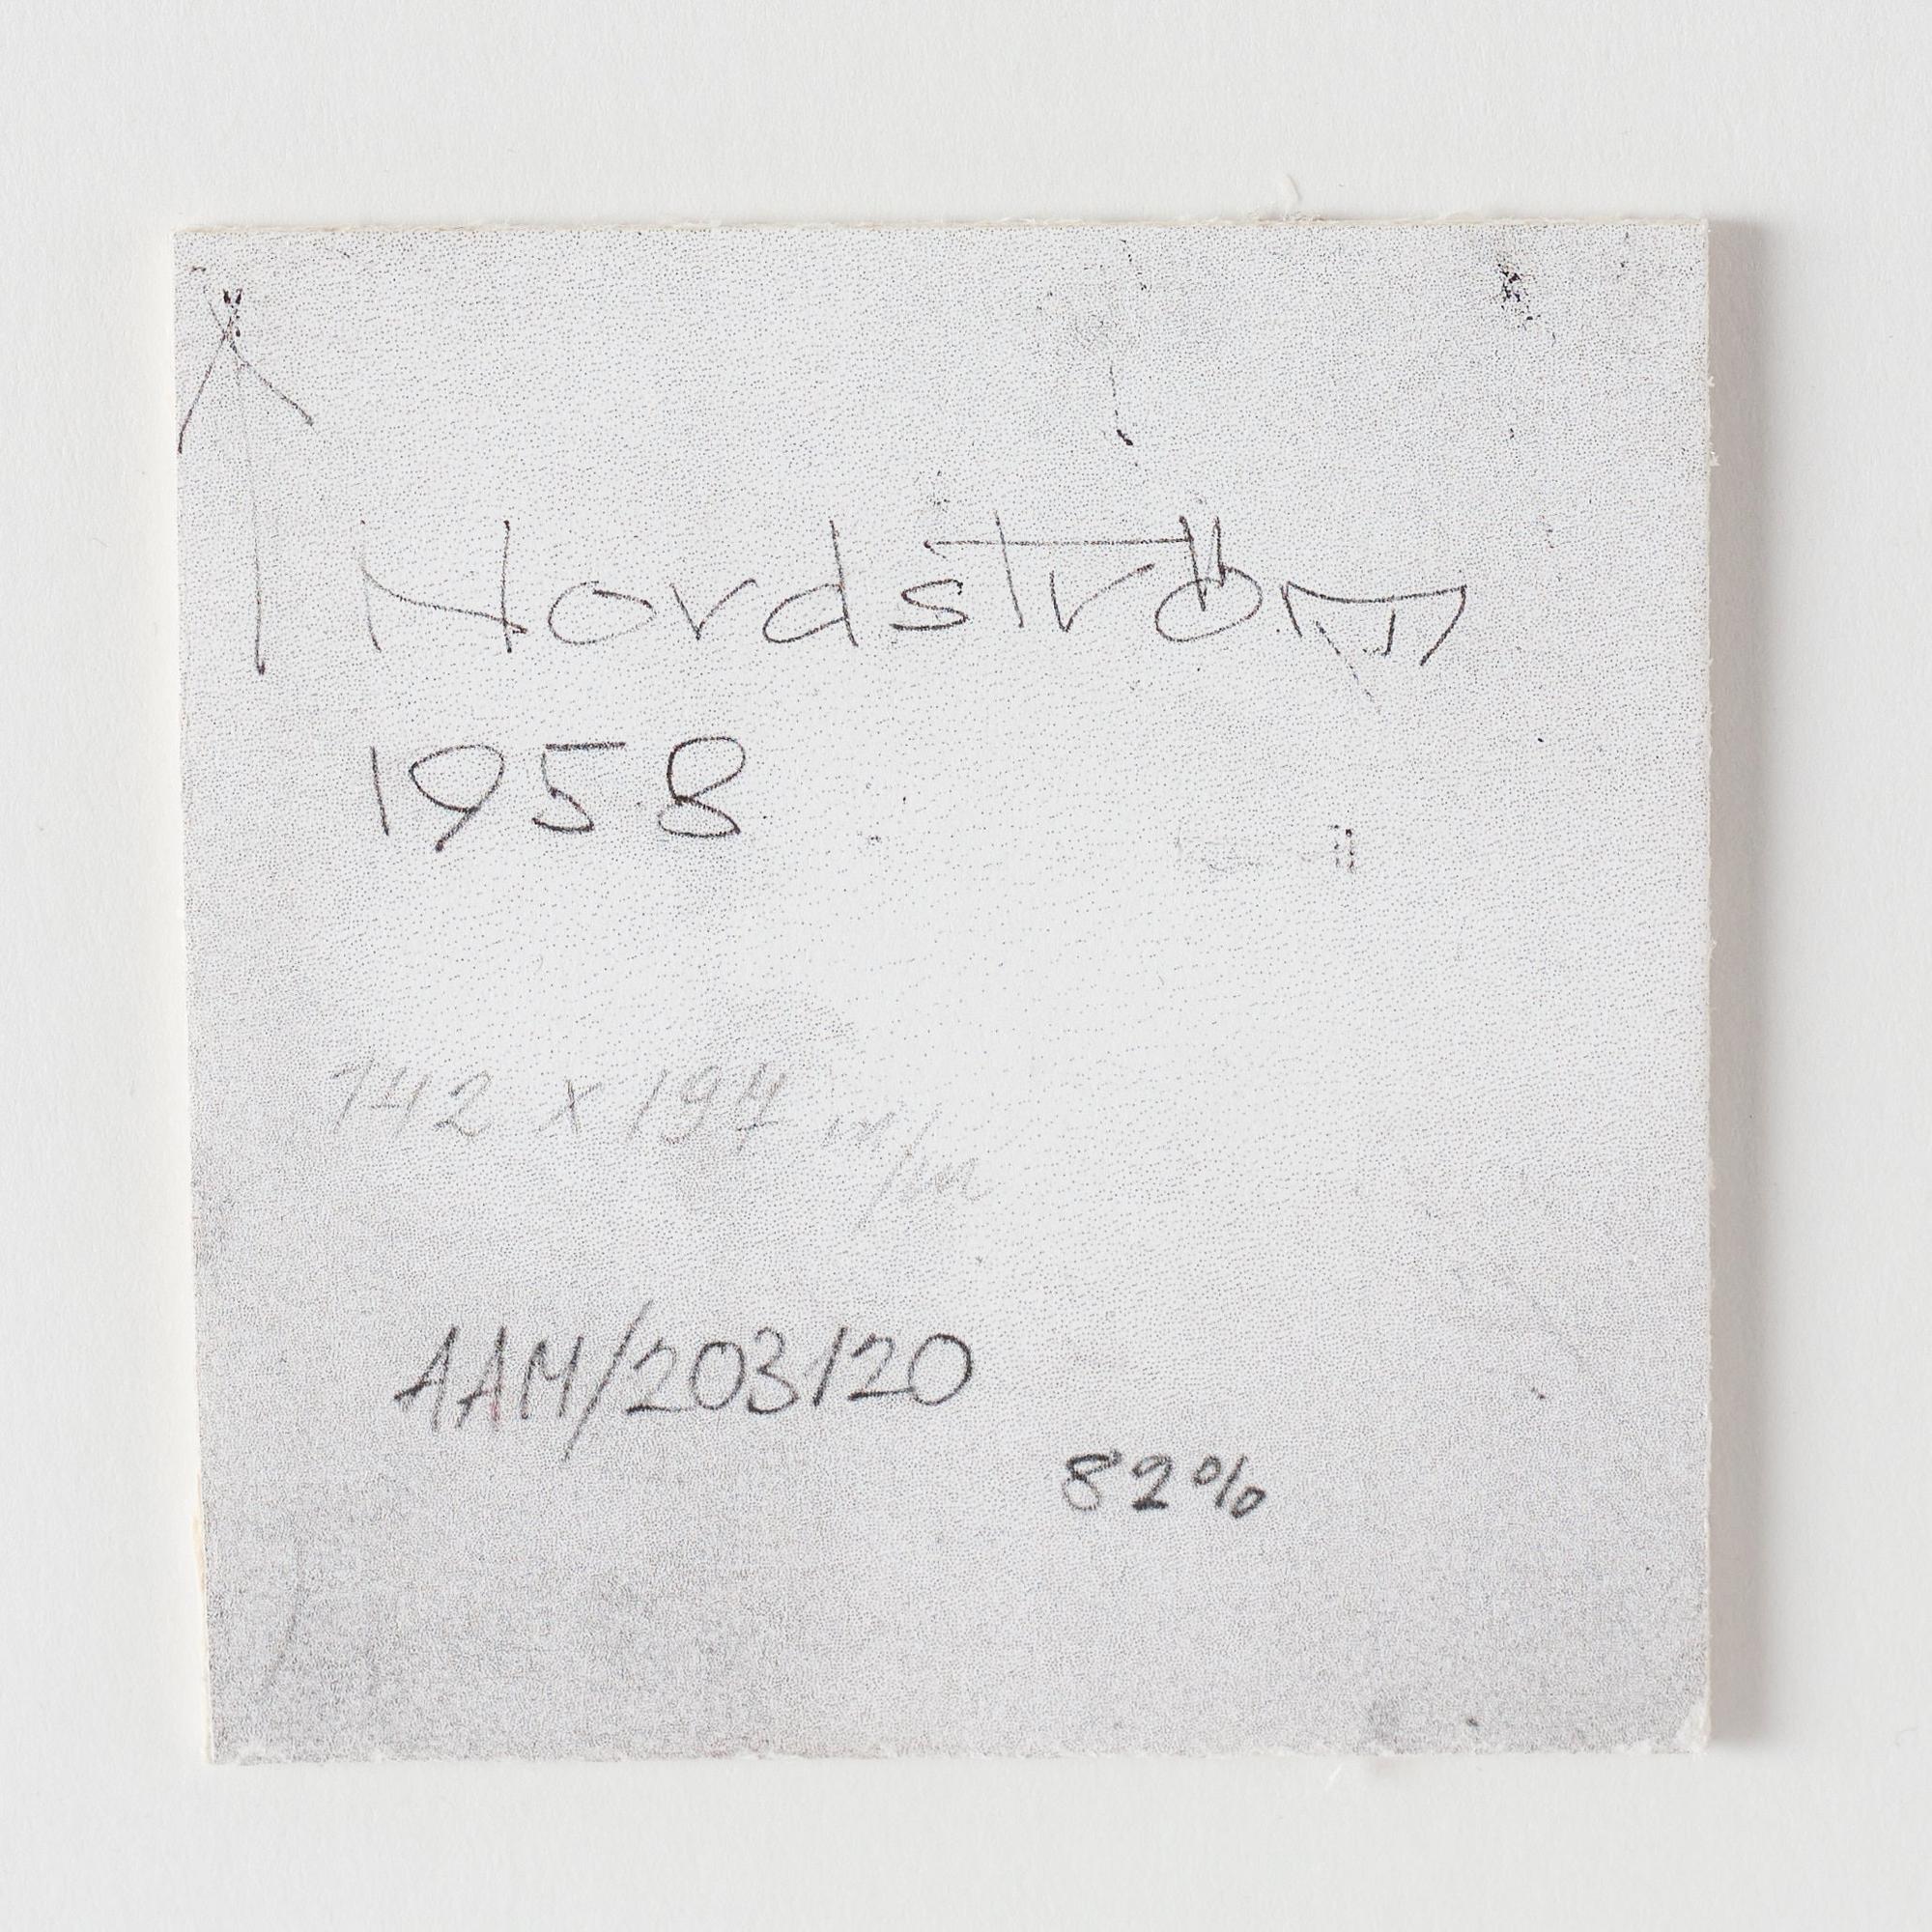 Nordström
1958
142 x 194 m/m
AAM/203/20
82%